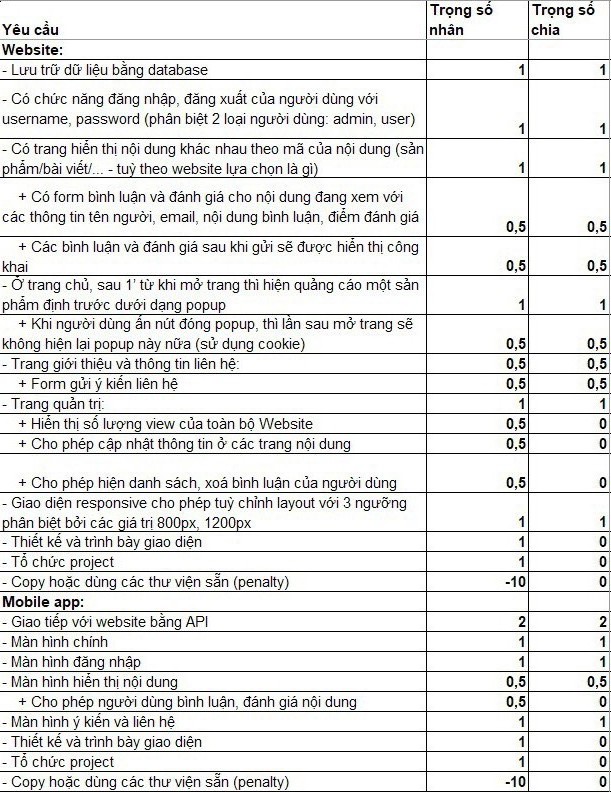 Yêu cầu Trọng số nhân Trọng số chia
Website:
- Lưu trữ dữ liệu bằng database 1 1
- Có chức năng đăng nhập, đăng xuất của người dùng với
username, password (phân biệt 2 loại người dùng: admin, user) 1 1
- Có trang hiển thị nội dung khác nhau theo mã của nội dung (sản
phẩm/bài viết/... - tuỳ theo website lựa chọn là gì) 1 1
+ Có form bình luận và đánh giá cho nội dung đang xem với
các thông tin tên người, email, nội dung bình luận, điểm đánh giá 0,5 0,5
+ Các bình luận và đánh giá sau khi gửi sẽ được hiển thị công
khai 0,5 0,5
- Ở trang chủ, sau 1' từ khi mở trang thì hiện quảng cáo một sản
phẩm định trước dưới dạng popup 1 1
+ Khi người dùng ấn nút đóng popup, thì lần sau mở trang sẽ
không hiện lại popup này nữa (sử dụng cookie) 0,5 0,5
- Trang giới thiệu và thông tin liên hệ: 0,5 0,5
+ Form gửi ý kiến liên hệ 0,5 0,5
- Trang quản trị: 1 1
+ Hiển thị số lượng view của toàn bộ Website 0,5 0
+ Cho phép cập nhật thông tin ở các trang nội dung 0,5 0
+ Cho phép hiện danh sách, xoá bình luận của người dùng 0,5 0
- Giao diện responsive cho phép tuỳ chỉnh layout với 3 ngưỡng
phân biệt bởi các giá trị 800px, 1200px 1 1
- Thiết kế và trình bày giao diện 1 0
- Tổ chức project 1 0
- Copy hoặc dùng các thư viện sẵn (penalty) -10 0
Mobile app:
- Giao tiếp với website bằng API 2 2
- Màn hình chính 1 1
- Màn hình đăng nhập 1 1
- Màn hình hiển thị nội dung 0,5 0,5
+ Cho phép người dùng bình luận, đánh giá nội dung 0,5 0
- Màn hình ý kiến và liên hệ 1 1
- Thiết kế và trình bày giao diện 1 0
- Tổ chức project 1 0
- Copy hoặc dùng các thư viện sẵn (penalty) -10 0